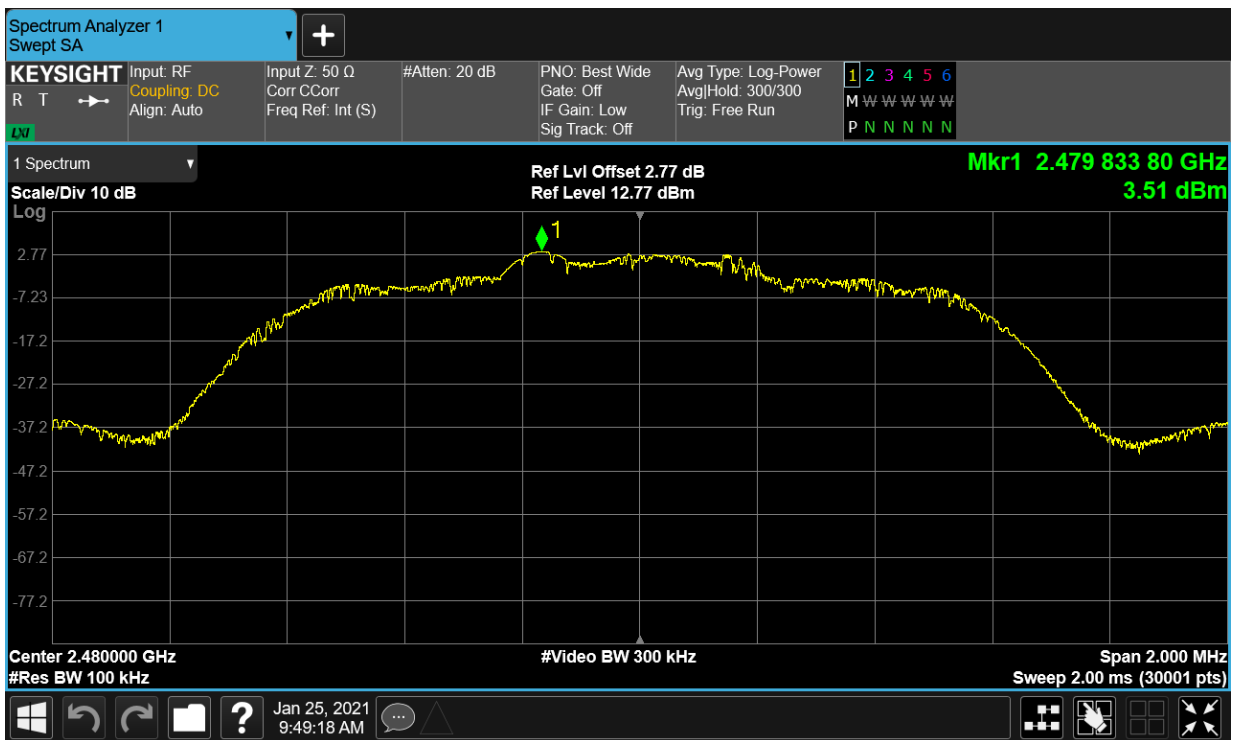 Spectrum Analyzer 1
Swept SA
+
KEYSIGHT
R T
LXI
Input: RF
Coupling: DC
Align: Auto
Input Z: 50 Ω
Corr CCorr
Freq Ref: Int (S)
#Atten: 20 dB
PNO: Best Wide
Gate: Off
IF Gain: Low
Sig Track: Off
Avg Type: Log-Power
Avg|Hold: 300/300
Trig: Free Run
1 2 3 4 5 6
M W W W W W
P N N N N N
1 Spectrum
Scale/Div 10 dB
Ref Lvl Offset 2.77 dB
Ref Level 12.77 dBm
Mkr1 2.479 833 80 GHz
3.51 dBm
Log
1
2.77
-7.23
-17.2
-27.2
-37.2
-47.2
-57.2
-67.2
-77.2
Center 2.480000 GHz
#Res BW 100 kHz
#Video BW 300 kHz
Span 2.000 MHz
Sweep 2.00 ms (30001 pts)
?
Jan 25, 2021
9:49:18 AM